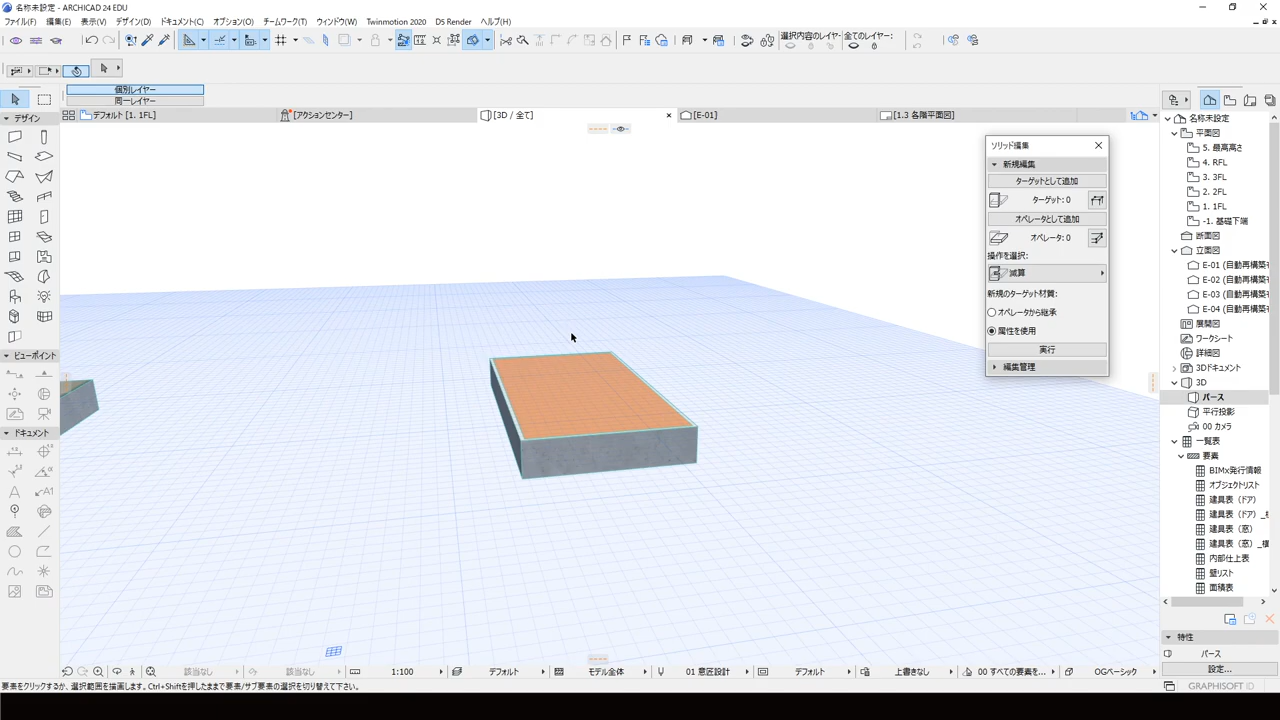 名称未設定 - ARCHICAD 24 EDU
ファイル(F) 編集(E) 表示(V) デザイン(D) ドキュメント(C) オプション(O) チームワーク(T) ウィンドウ(W) Twinmotion 2020 D5 Render ヘルプ(H)
選択内容のレイヤー: 全てのレイヤー:
個別レイヤー
同一レイヤー
デフォルト [1. 1FL]
[アクションセンター]
[3D / 全て]
[E-01]
[1.3 各階平面図]
デザイン
ビューポイント
ドキュメント
ソリッド編集
新規編集
ターゲットとして追加
ターゲット: 0
オペレータとして追加
オペレータ: 0
操作を選択:
減算
新規のターゲット材質:
オペレータから継承
属性を使用
実行
編集管理
名称未設定
平面図
5. 最高高さ
4. RFL
3. 3FL
2. 2FL
1. 1FL
-1. 基礎下端
断面図
立面図
E-01 (自動再構築モ
E-02 (自動再構築モ
E-03 (自動再構築モ
E-04 (自動再構築モ
展開図
ワークシート
詳細図
3Dドキュメント
3D
パース
平行投影
00 カメラ
一覧表
要素
BIMx発行情報
オブジェクトリスト
建具表（ドア）
建具表（ドア）_横
建具表（窓）
建具表（窓）_横
内部仕上表
壁リスト
面積表
特性
パース
設定...
GRAPHISOFT
該当なし 該当なし 1:100 デフォルト モデル全体 01 意匠設計 デフォルト 上書きなし 00 すべての要素を... OGベーシック
要素をクリックするか、選択範囲を描画します。Ctrl+Shiftを押したままで要素/サブ要素の選択を切り替えて下さい。